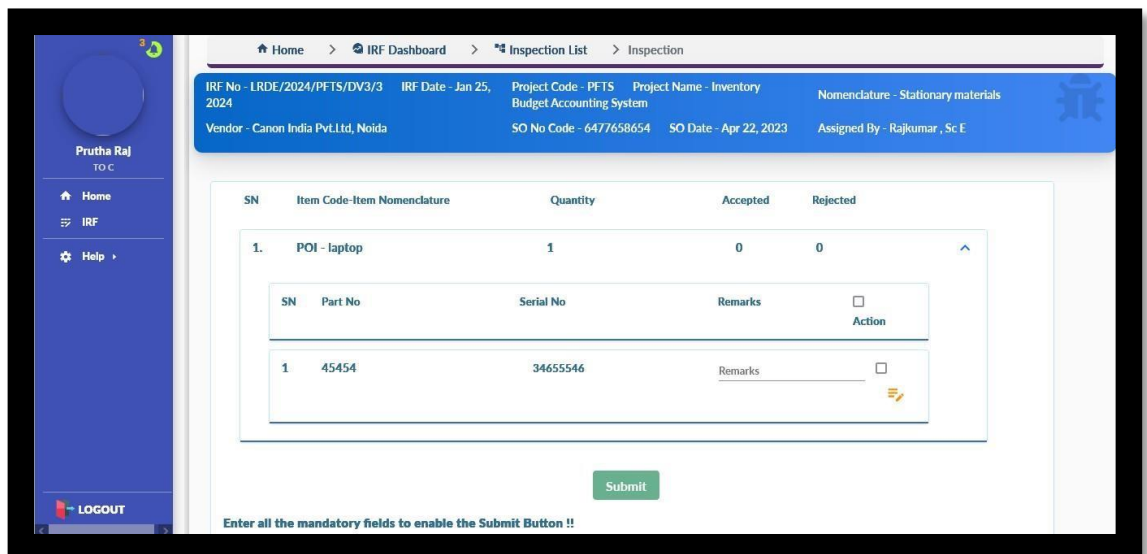 3
Prutha Raj
TO C
Home
IRF
Help
LOGOUT
Home > IRF Dashboard > Inspection List > Inspection
IRF No - LRDE/2024/PFTS/DV3/3 IRF Date - Jan 25,
2024
Project Code - PFTS Project Name - Inventory
Budget Accounting System
Nomenclature - Stationary materials
Vendor - Canon India Pvt.Ltd, Noida SO No Code - 6477658654 SO Date - Apr 22, 2023 Assigned By - Rajkumar , Sc E
SN Item Code-Item Nomenclature Quantity Accepted Rejected
1. POI - laptop 1 0 0
SN Part No Serial No Remarks
Action
1 45454 34655546 Remarks
Submit
Enter all the mandatory fields to enable the Submit Button !!